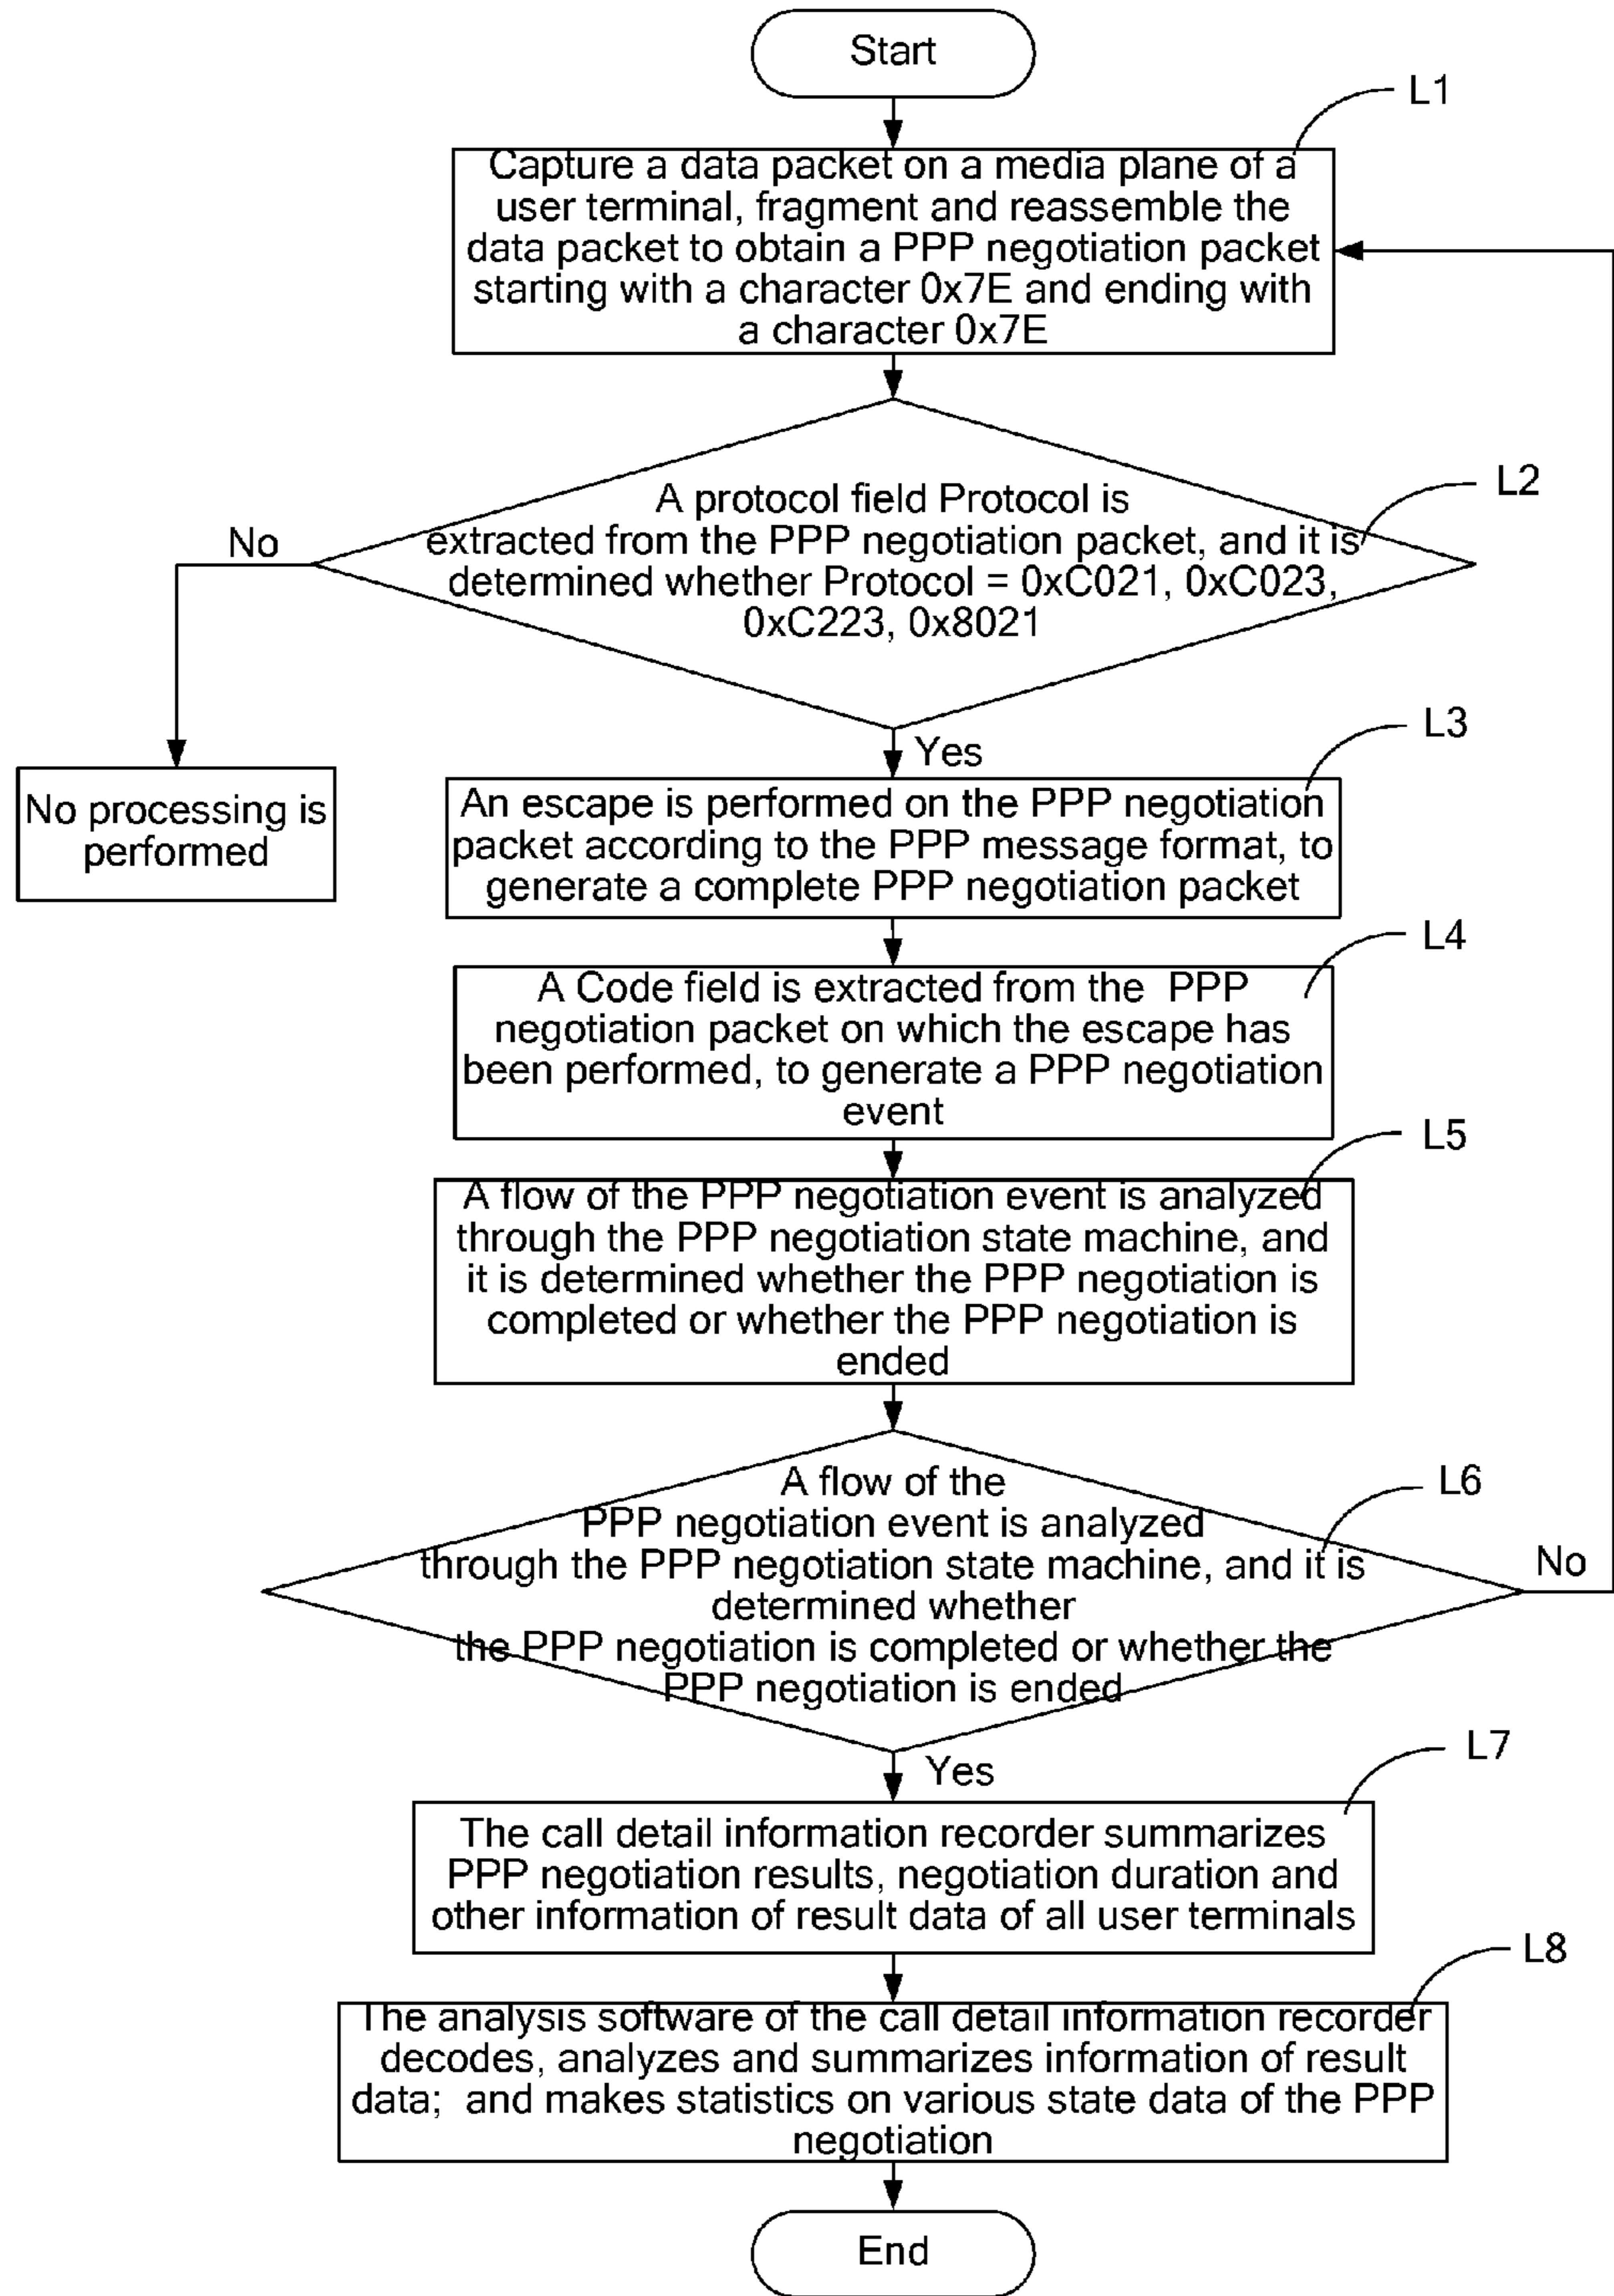 Start
L1
Capture a data packet on a media plane of a
user terminal, fragment and reassemble the
data packet to obtain a PPP negotiation packet
starting with a character 0x7E and ending with
a character 0x7E
L2
A protocol field Protocol is
extracted from the PPP negotiation packet, and it is
determined whether Protocol = 0xC021, 0xC023,
0xC223, 0x8021
No
No processing is
performed
Yes
L3
An escape is performed on the PPP negotiation
packet according to the PPP message format, to
generate a complete PPP negotiation packet
L4
A Code field is extracted from the PPP
negotiation packet on which the escape has
been performed, to generate a PPP negotiation
event
L5
A flow of the PPP negotiation event is analyzed
through the PPP negotiation state machine, and
it is determined whether the PPP negotiation is
completed or whether the PPP negotiation is
ended
L6
A flow of the
PPP negotiation event is analyzed
through the PPP negotiation state machine, and it is
determined whether
the PPP negotiation is completed or whether the
PPP negotiation is ended
No
Yes
L7
The call detail information recorder summarizes
PPP negotiation results, negotiation duration and
other information of result data of all user terminals
L8
The analysis software of the call detail information recorder
decodes, analyzes and summarizes information of result
data; and makes statistics on various state data of the PPP
negotiation
End